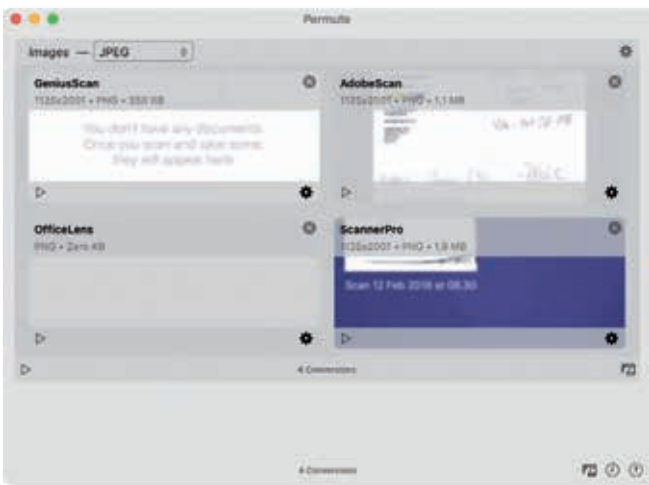 Permute
Images — JPEG
GeniusScan
1125x2001 • PNG • 350 KB
You don't have any documents.
Once you scan and save some,
they will appear here
AdobeScan
1125x2001 • PNG • 1,1 MB
OfficeLens
PNG • Zero KB
ScannerPro
1125x2001 • PNG • 1,9 MB
Scan 12 Feb 2018 at 08.30
4 Conversions
4 Conversions